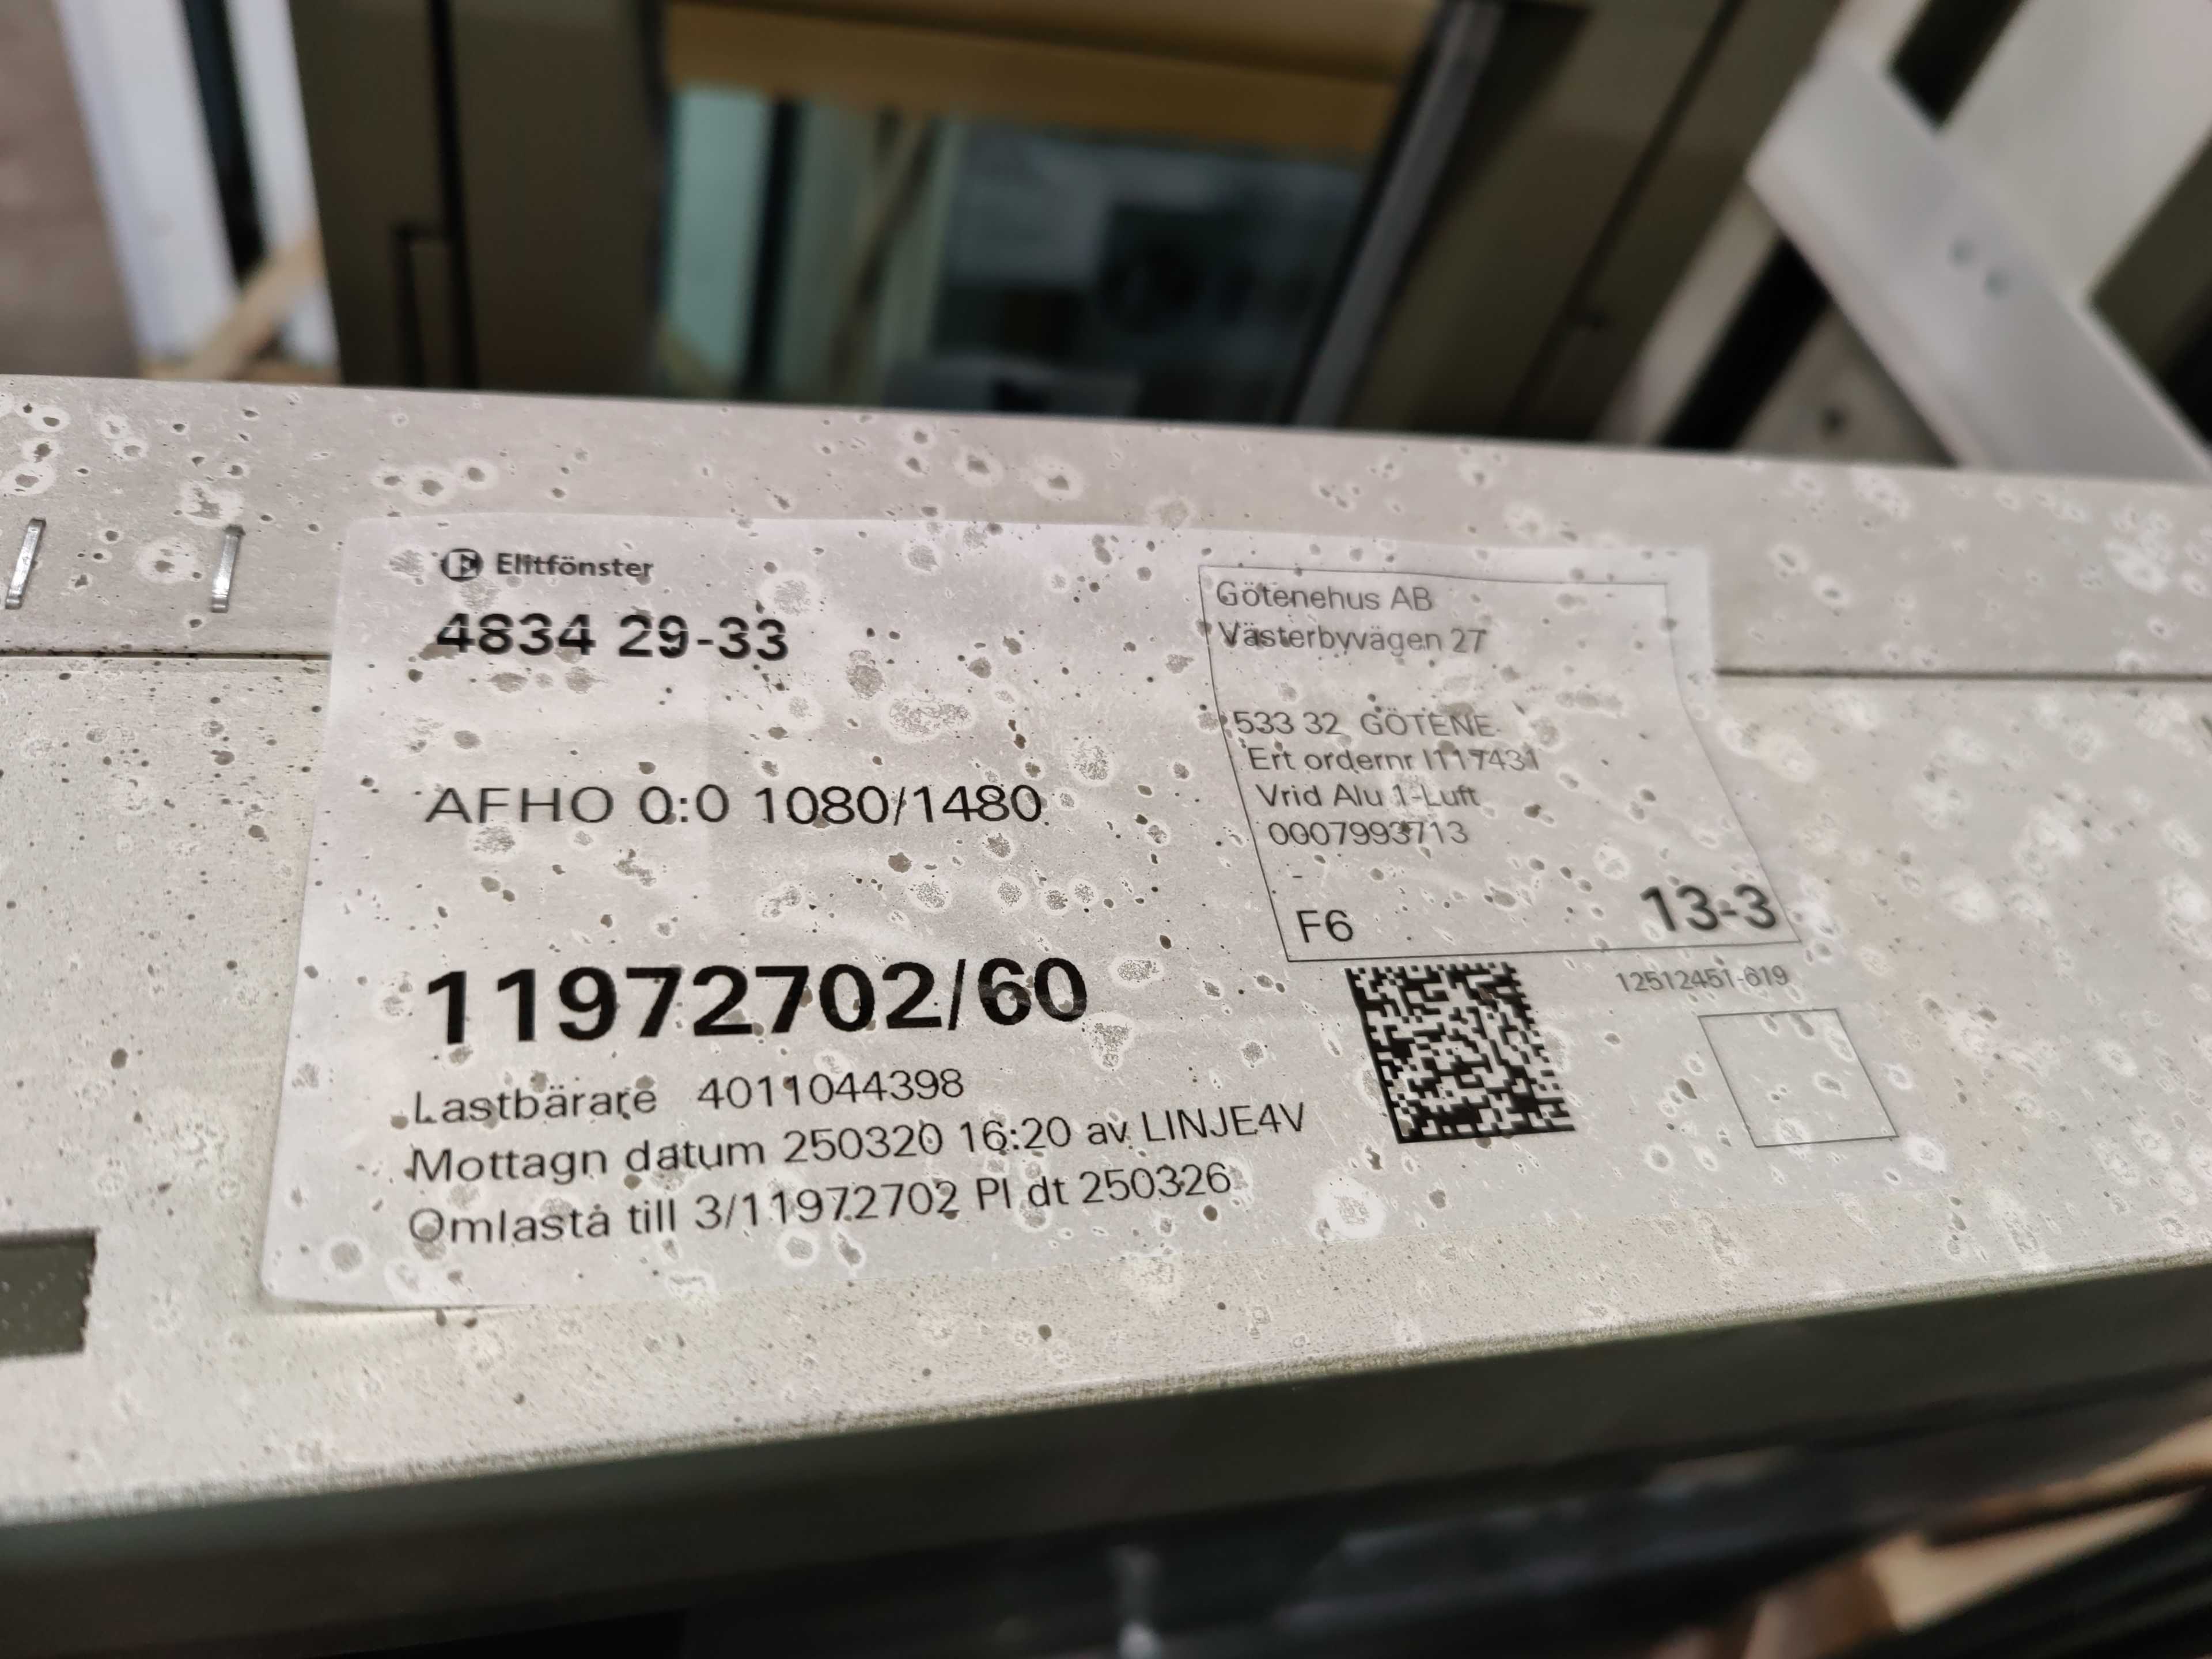 Elitfönster
4834 29-33
AFHO 0:0 1080/1480
11972702/60
Lastbärare 4011044398
Mottagn datum 250320 16:20 av LINJE4V
Omlasta till 3/11972702 Pl dt 250326
Götenehus AB
Västerbyvägen 27
533 32 GÖTENE
Ert ordernr I117431
Vrid Alu 1-Luft
0007993713
-
F6 13-3
12512451-619